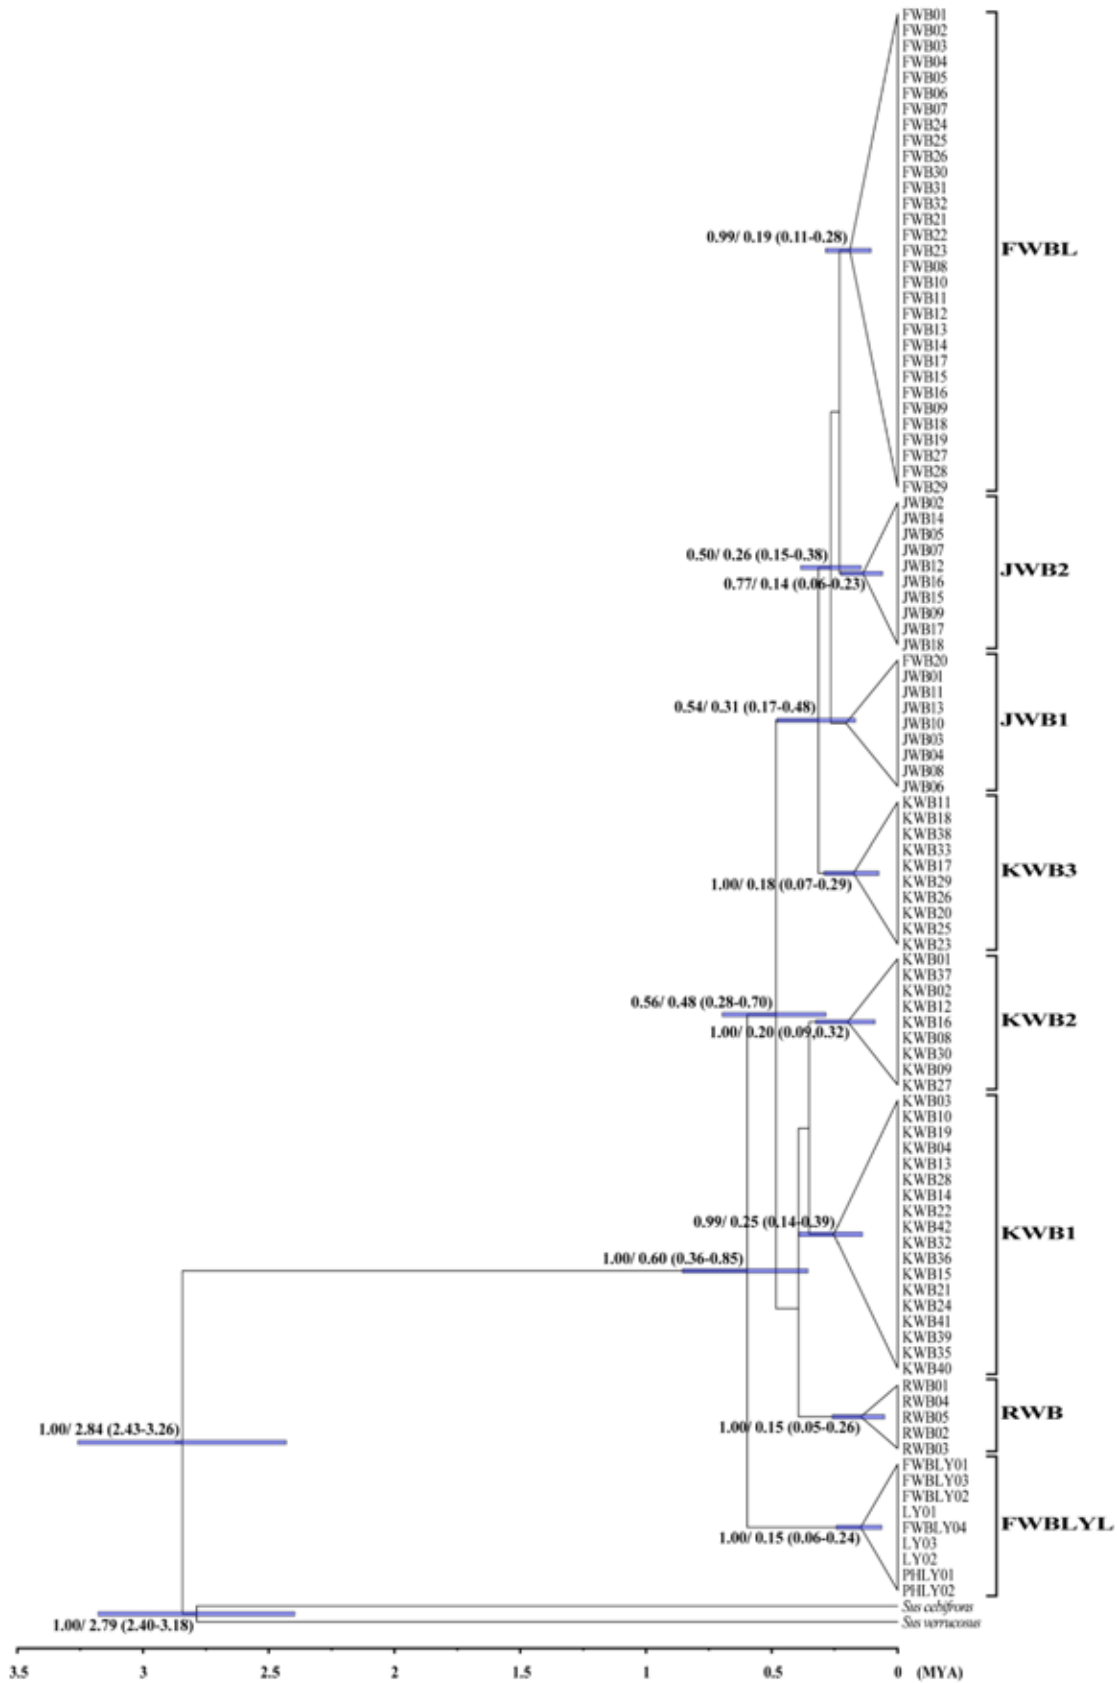 FWB01
FWB02
FWB03
FWB04
FWB05
FWB06
FWB07
FWB24
FWB25
FWB26
FWB30
FWB31
FWB32
FWB21
FWB22
0.99/ 0.19 (0.11-0.28)
FWB23
FWBL
FWB08
FWB10
FWB11
FWB12
FWB13
FWB14
FWB17
FWB15
FWB16
FWB09
FWB18
FWB19
FWB27
FWB28
FWB29
JWB02
JWB14
JWB05
JWB07
0.50/ 0.26 (0.15-0.38)
JWB12
JWB2
0.77/ 0.14 (0.06-0.23)
JWB16
JWB15
JWB09
JWB17
JWB18
FWB20
JWB01
JWB11
0.54/ 0.31 (0.17-0.48)
JWB13
JWB10
JWB1
JWB03
JWB04
JWB08
JWB06
KWB11
KWB18
KWB38
KWB33
KWB17
KWB3
1.00/ 0.18 (0.07-0.29)
KWB29
KWB26
KWB20
KWB25
KWB23
KWB01
KWB37
KWB02
0.56/ 0.48 (0.28-0.70)
KWB12
KWB16
KWB2
1.00/ 0.20 (0.09,0.32)
KWB08
KWB30
KWB09
KWB27
KWB03
KWB10
KWB19
KWB04
KWB13
KWB28
KWB14
KWB22
0.99/ 0.25 (0.14-0.39)
KWB42
KWB1
KWB32
1.00/ 0.60 (0.36-0.85)
KWB36
KWB15
KWB21
KWB24
KWB41
KWB39
KWB35
KWB40
RWB01
RWB04
RWB05
RWB
1.00/ 0.15 (0.05-0.26)
RWB02
RWB03
1.00/ 2.84 (2.43-3.26)
FWBLY01
FWBLY03
FWBLY02
LY01
FWBLY04
FWBLYL
1.00/ 0.15 (0.06-0.24)
LY03
LY02
PHLY01
PHLY02
Sus cebifrons
Sus verrucosus
1.00/ 2.79 (2.40-3.18)
3.5 3 2.5 2 1.5 1 0.5 0 (MYA)